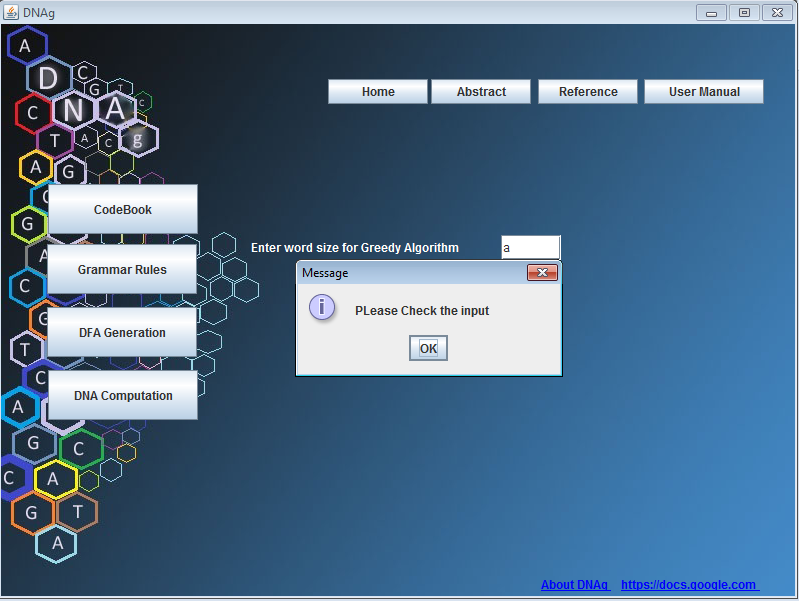 DNAg
A
D
C
G
T
C
N
A
C
T
A
C
g
A
G
Home
Abstract
Reference
User Manual
C
CodeBook
G
Enter word size for Greedy Algorithm
a
A
Grammar Rules
Message
C
PLease Check the input
G
DFA Generation
OK
T
C
DNA Computation
A
G
C
C
A
G
T
A
About DNAg
https://docs.google.com